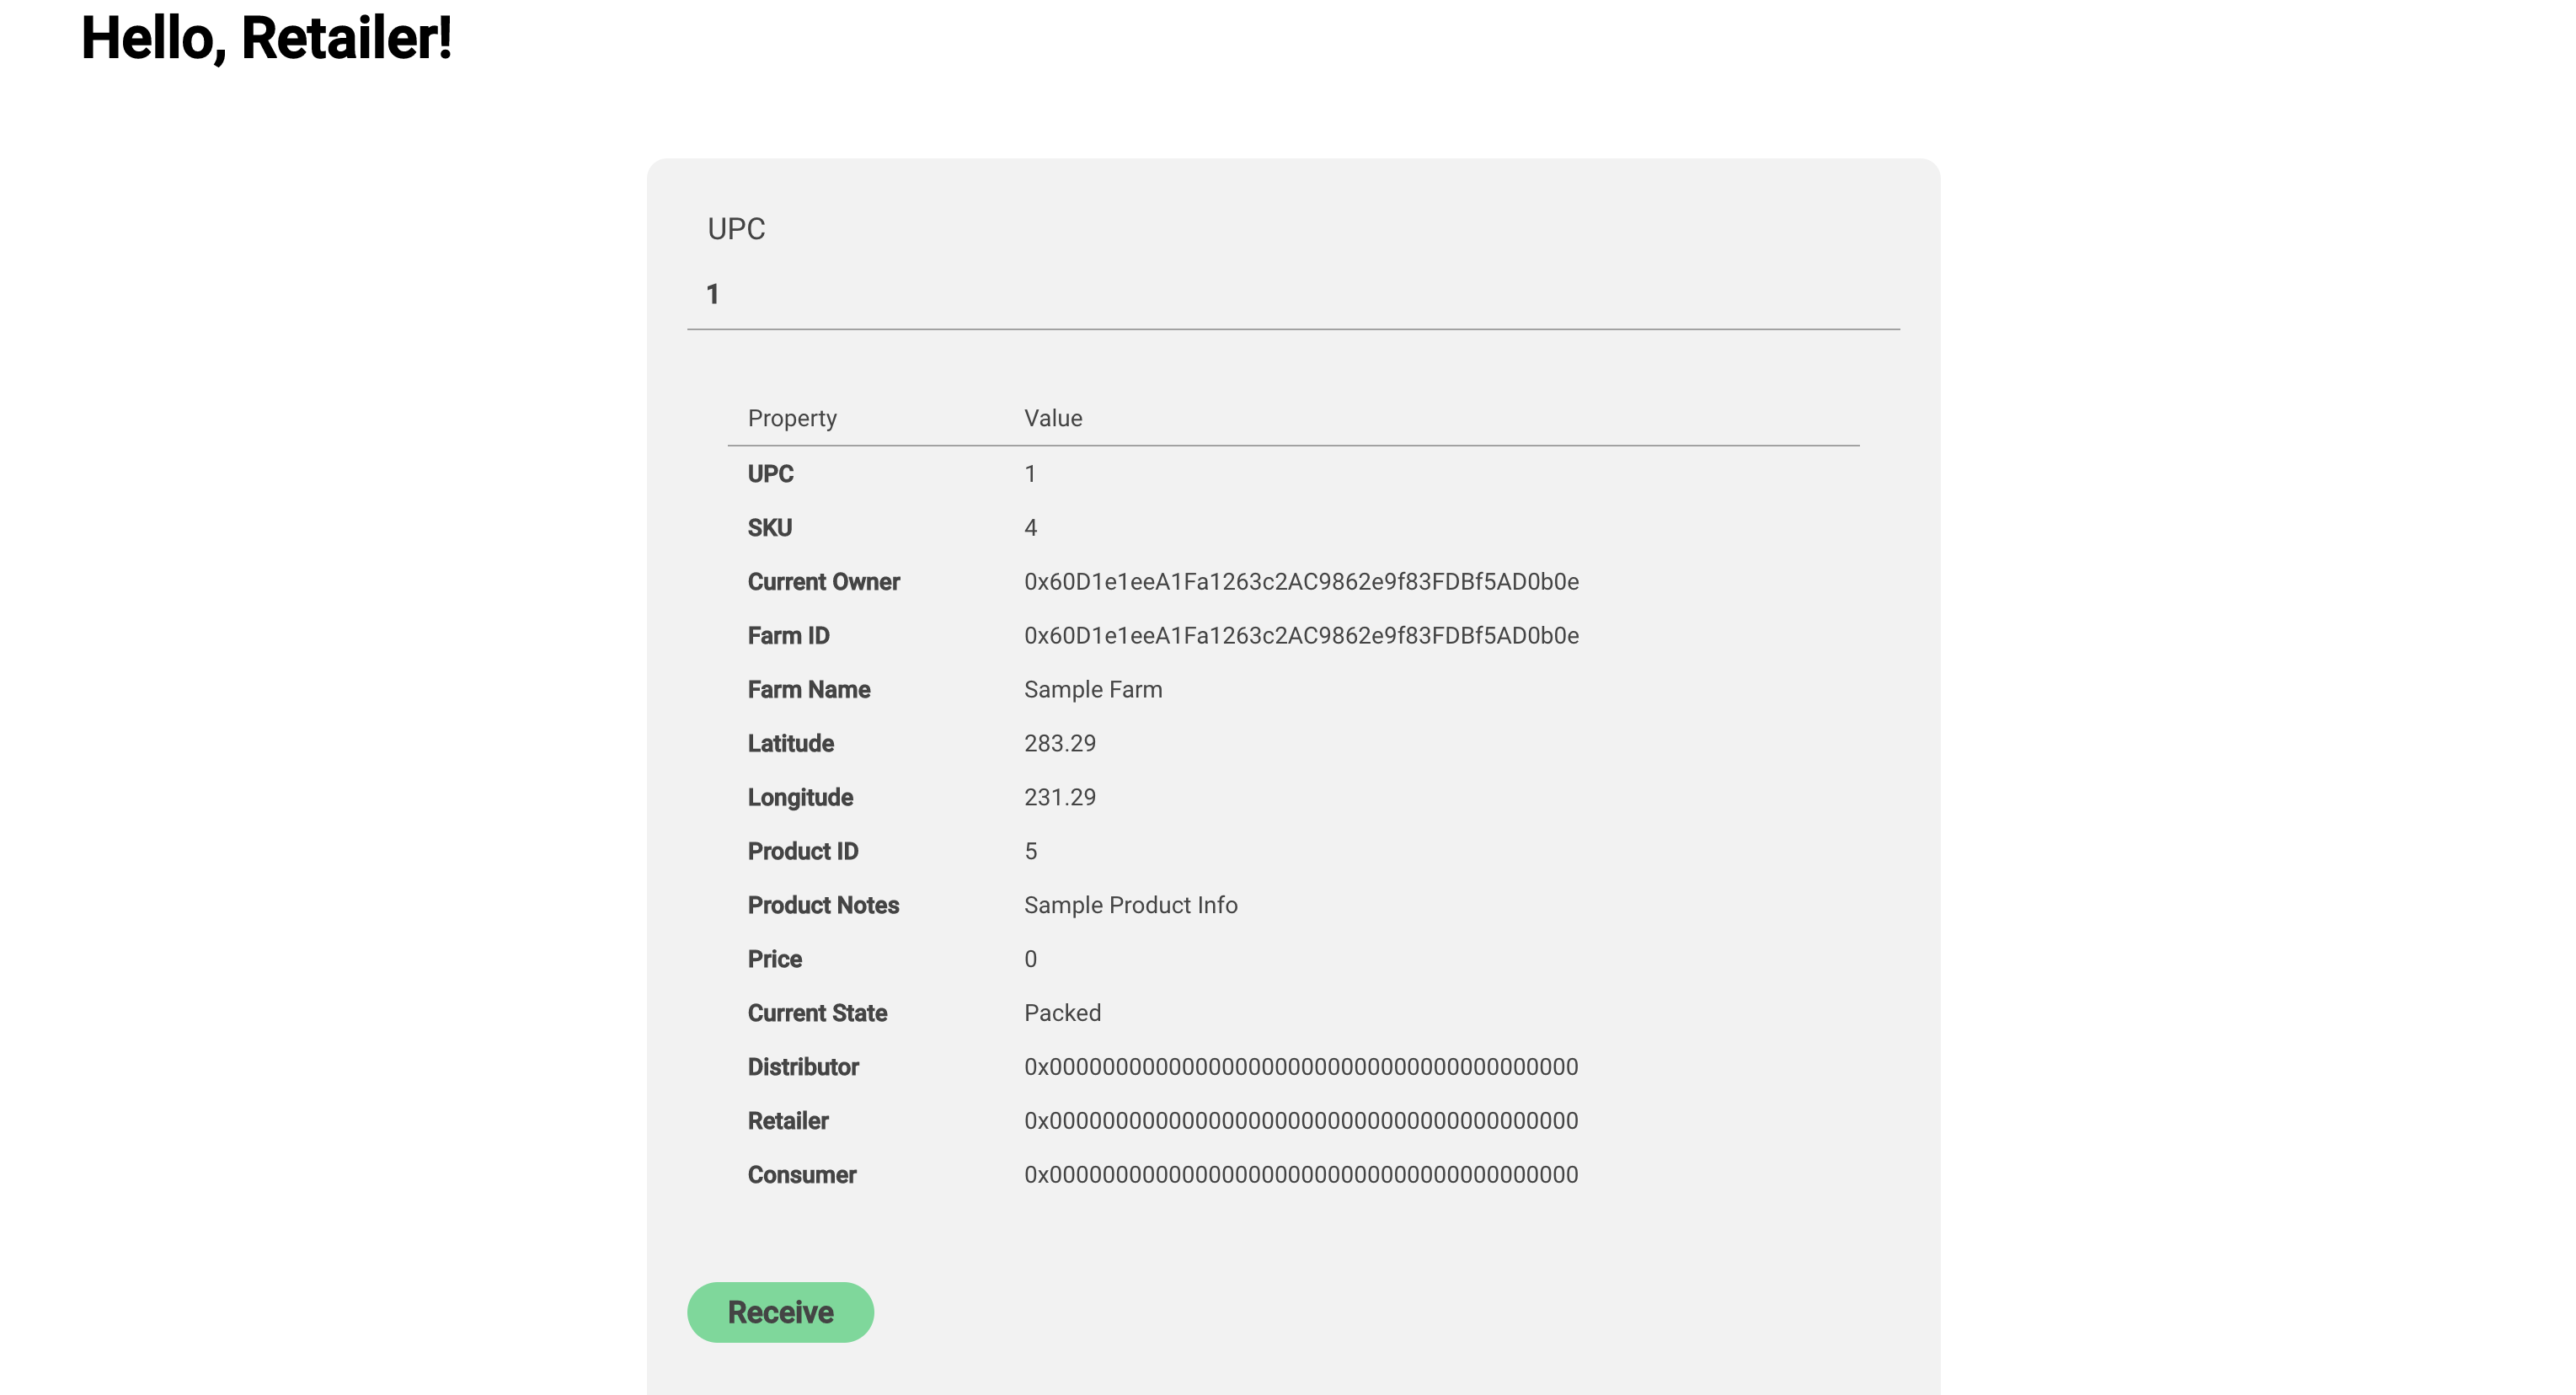 Hello, Retailer!
UPC
1
Property Value
UPC 1
SKU 4
Current Owner 0x60D1e1eeA1Fa1263c2AC9862e9f83FDBf5AD0b0e
Farm ID 0x60D1e1eeA1Fa1263c2AC9862e9f83FDBf5AD0b0e
Farm Name Sample Farm
Latitude 283.29
Longitude 231.29
Product ID 5
Product Notes Sample Product Info
Price 0
Current State Packed
Distributor 0x0000000000000000000000000000000000000000
Retailer 0x0000000000000000000000000000000000000000
Consumer 0x0000000000000000000000000000000000000000
Receive